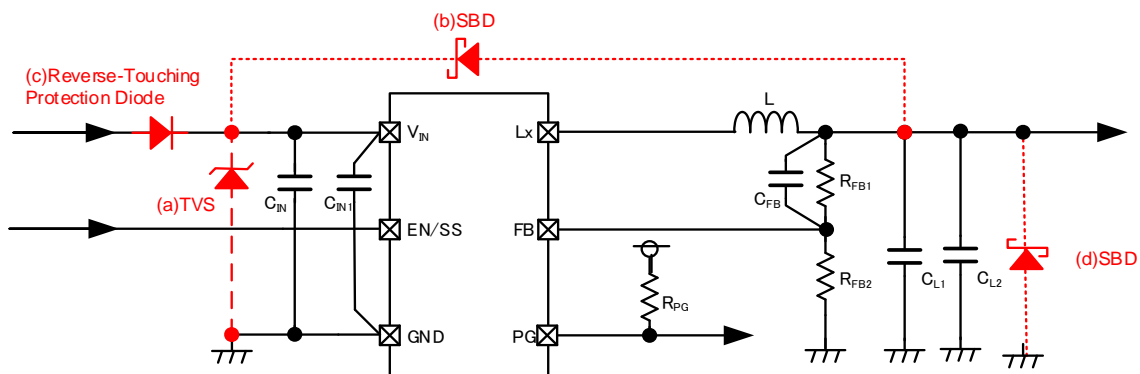 (b)SBD
(c)Reverse-Touching
Protection Diode
L
VIN
Lx
CFB
RFB1
(a)TVS
CIN
CIN1
EN/SS
FB
(d)SBD
RFB2
CL1
CL2
RPG
GND
PG